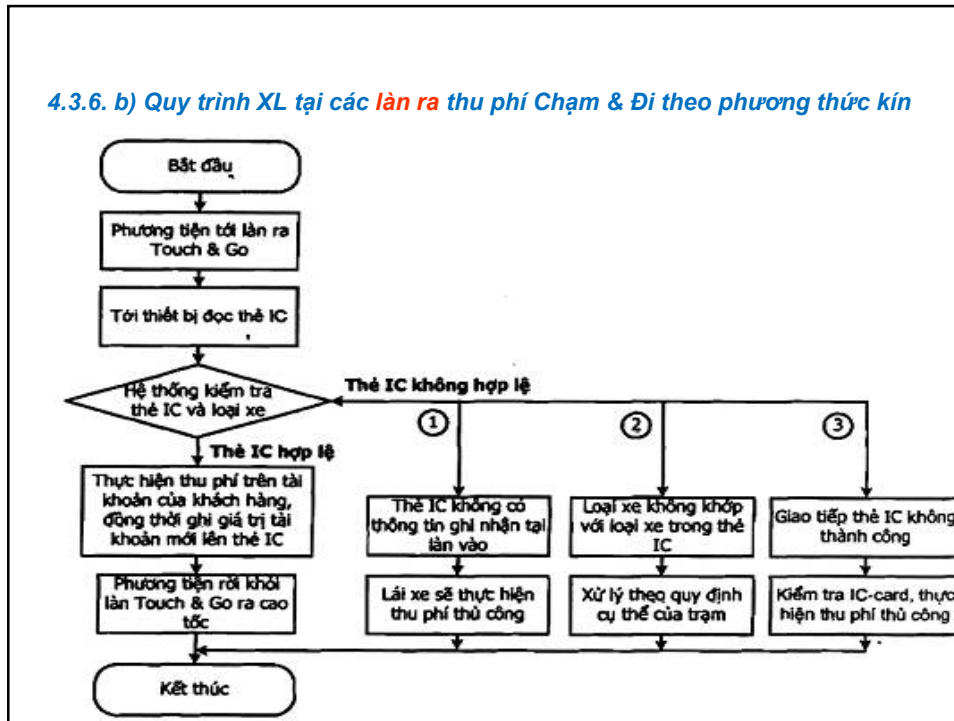 4.3.6. b) Quy trình XL tại các làn ra thu phí Chạm & Đi theo phương thức kín
Bắt đầu
Phương tiện tới làn ra
Touch & Go
Tới thiết bị đọc thẻ IC
Hệ thống kiểm tra
thẻ IC và loại xe
Thẻ IC không hợp lệ
1
2
3
Thẻ IC hợp lệ
Thực hiện thu phí trên tài
khoản của khách hàng,
đồng thời ghi giá trị tài
khoản mới lên thẻ IC
Thẻ IC không có
thông tin ghi nhận tại
làn vào
Loại xe không khớp
với loại xe trong thẻ
IC
Giao tiếp thẻ IC không
thành công
Phương tiện rời khỏi
làn Touch & Go ra cao
tốc
Lái xe sẽ thực hiện
thu phí thủ công
Xử lý theo quy định
cụ thể của trạm
Kiểm tra IC-card, thực
hiện thu phí thủ công
Kết thúc